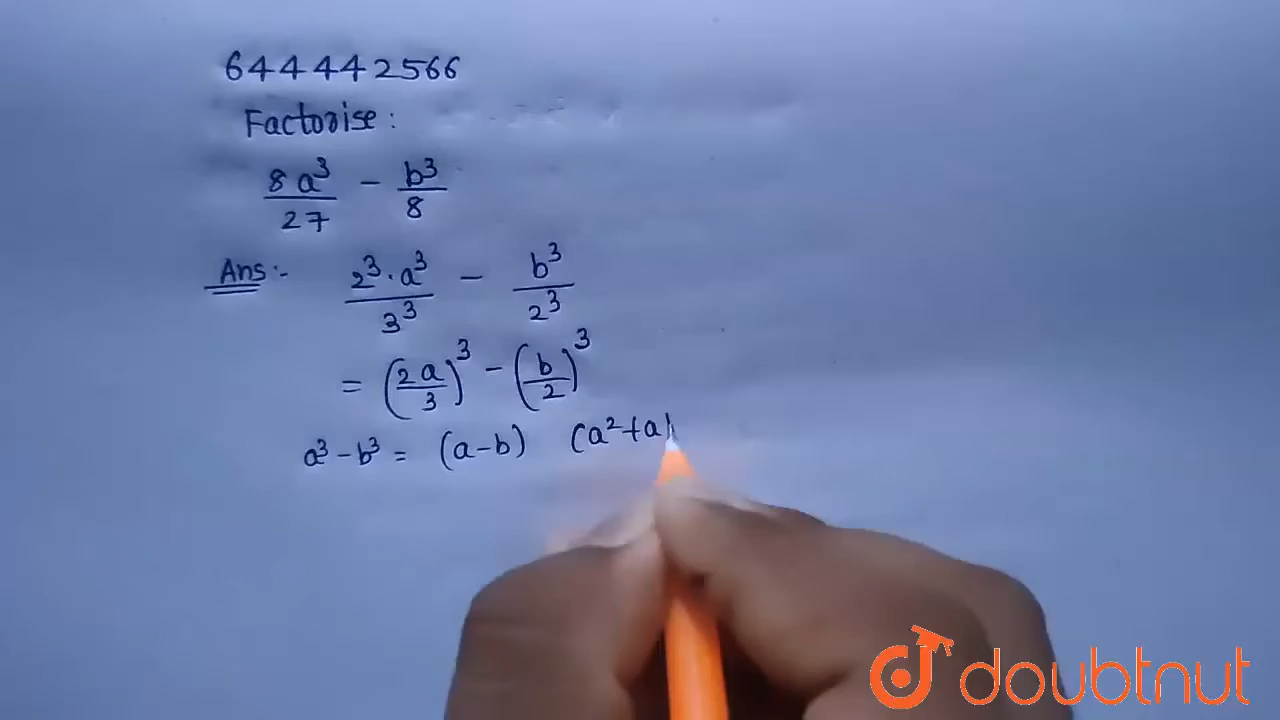 644442566
Factorise:
8a³/27 - b³/8
Ans:- 2³·a³/3³ - b³/2³
= (2a/3)³ - (b/2)³
a³-b³ = (a-b) (a²+ab
doubtnut